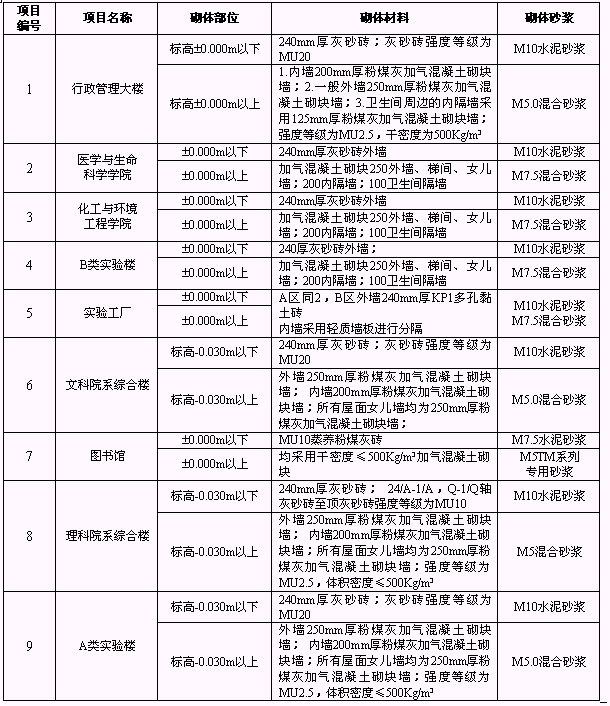 项目
编号
项目名称
砌体部位
砌体材料
砌体砂浆
1
行政管理大楼
标高±0.000m以下
240mm厚灰砂砖；灰砂砖强度等级为
MU20
M10水泥砂浆
标高±0.000m以上
1.内墙200mm厚粉煤灰加气混凝土砌块
墙；2.一般外墙250mm厚粉煤灰加气混
凝土砌块墙；3.卫生间周边的内隔墙采
用125mm厚粉煤灰加气混凝土砌块墙；
强度等级为MU2.5，干密度为500Kg/m³
M5.0混合砂浆
2
医学与生命
科学学院
±0.000m以下
240mm厚灰砂砖外墙
M10水泥砂浆
±0.000m以上
加气混凝土砌块250外墙、梯间、女儿
墙；200内隔墙；100卫生间隔墙
M7.5混合砂浆
3
化工与环境
工程学院
±0.000m以下
240mm厚灰砂砖外墙
M10水泥砂浆
±0.000m以上
加气混凝土砌块250外墙、梯间、女儿
墙；200内隔墙；100卫生间隔墙
M7.5混合砂浆
4
B类实验楼
±0.000m以下
240厚灰砂砖外墙；
M10水泥砂浆
±0.000m以上
加气混凝土砌块250外墙、梯间、女儿
墙；200内隔墙；100卫生间隔墙
M7.5混合砂浆
5
实验工厂
±0.000m以下
±0.000m以上
A区同2，B区外墙240mm厚KP1多孔黏
土砖
内墙采用轻质墙板进行分隔
M10水泥砂浆
M7.5混合砂浆
6
文科院系综合楼
标高-0.030m以下
240mm厚灰砂砖；灰砂砖强度等级为
MU20
M10水泥砂浆
标高-0.030m以上
外墙250mm厚粉煤灰加气混凝土砌块
墙； 内墙200mm厚粉煤灰加气混凝土砌
块墙；所有屋面女儿墙均为250mm厚粉
煤灰加气混凝土砌块墙；
M5.0混合砂浆
7
图书馆
±0.000m以下
MU10蒸养粉煤灰砖
M7.5水泥砂浆
±0.000m以上
均采用干密度≤500Kg/m³加气混凝土砌
块
M5TM系列
专用砂浆
8
理科院系综合楼
标高-0.030m以下
240mm厚灰砂砖； 24/A-1/A，Q-1/Q轴
灰砂砖至顶灰砂砖强度等级为MU10
M10水泥砂浆
标高-0.030m以上
外墙250mm厚粉煤灰加气混凝土砌块
墙； 内墙200mm厚粉煤灰加气混凝土砌
块墙；所有屋面女儿墙均为250mm厚粉
煤灰加气混凝土砌块墙；强度等级为
MU2.5，体积密度≤500Kg/m³
M5混合砂浆
9
A类实验楼
标高-0.030m以下
240mm厚灰砂砖；灰砂砖强度等级为
MU20
M10水泥砂浆
标高-0.030m以上
外墙250mm厚粉煤灰加气混凝土砌块
墙； 内墙200mm厚粉煤灰加气混凝土砌
块墙；所有屋面女儿墙均为250mm厚粉
煤灰加气混凝土砌块墙；强度等级为
MU2.5，体积密度≤500Kg/m³
M5.0混合砂浆